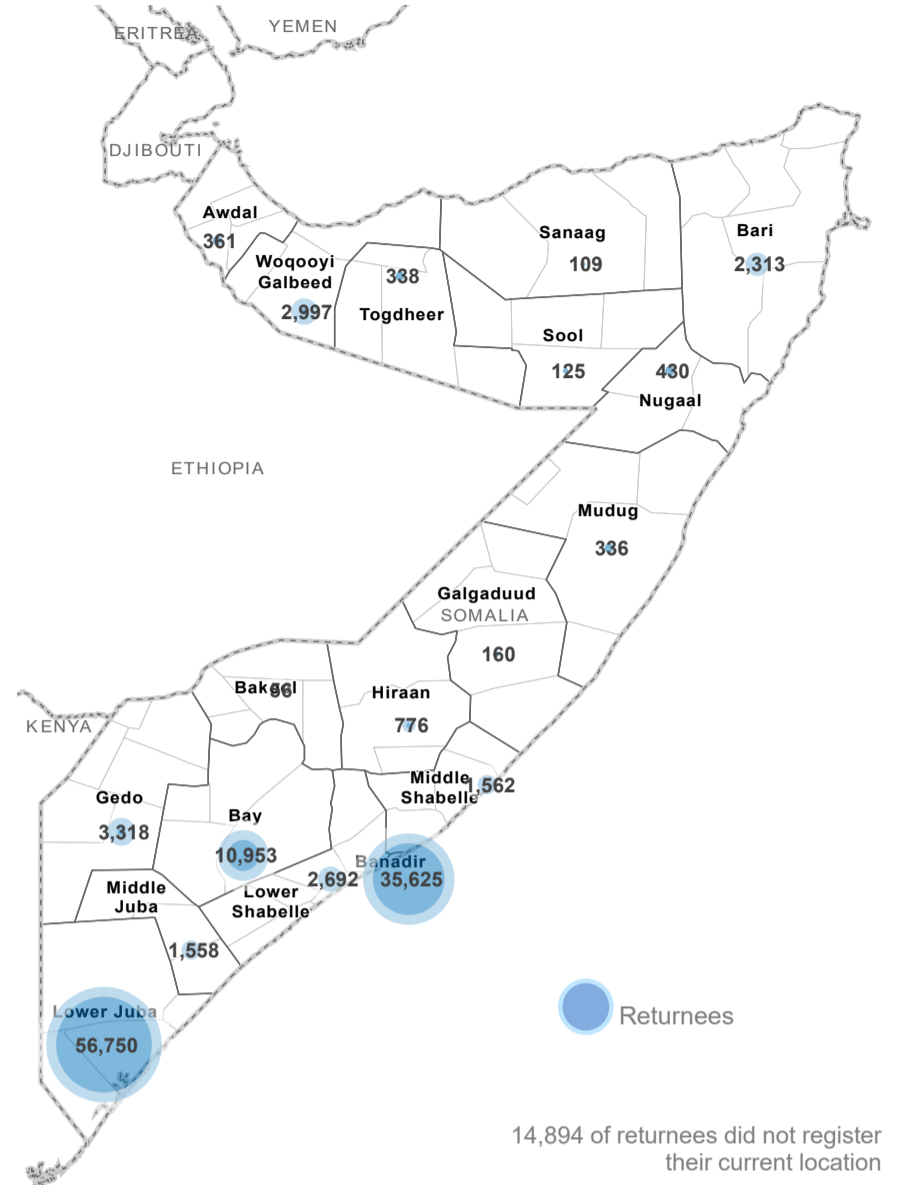 ERITREA
YEMEN
DJIBOUTI
Awdal
361
Woqooyi
Galbeed
2,997
338
Togdheer
Sanaag
109
Bari
2,313
Sool
125
430
Nugaal
ETHIOPIA
Mudug
336
Galgaduud
SOMALIA
160
Hiraan
776
KENYA
Gedo
3,318
Bay
10,953
Middle
Shabelle
1,562
Banadir
35,625
2,692
Lower
Shabelle
Middle
Juba
1,558
Lower Juba
56,750
Returnees
14,894 of returnees did not register
their current location